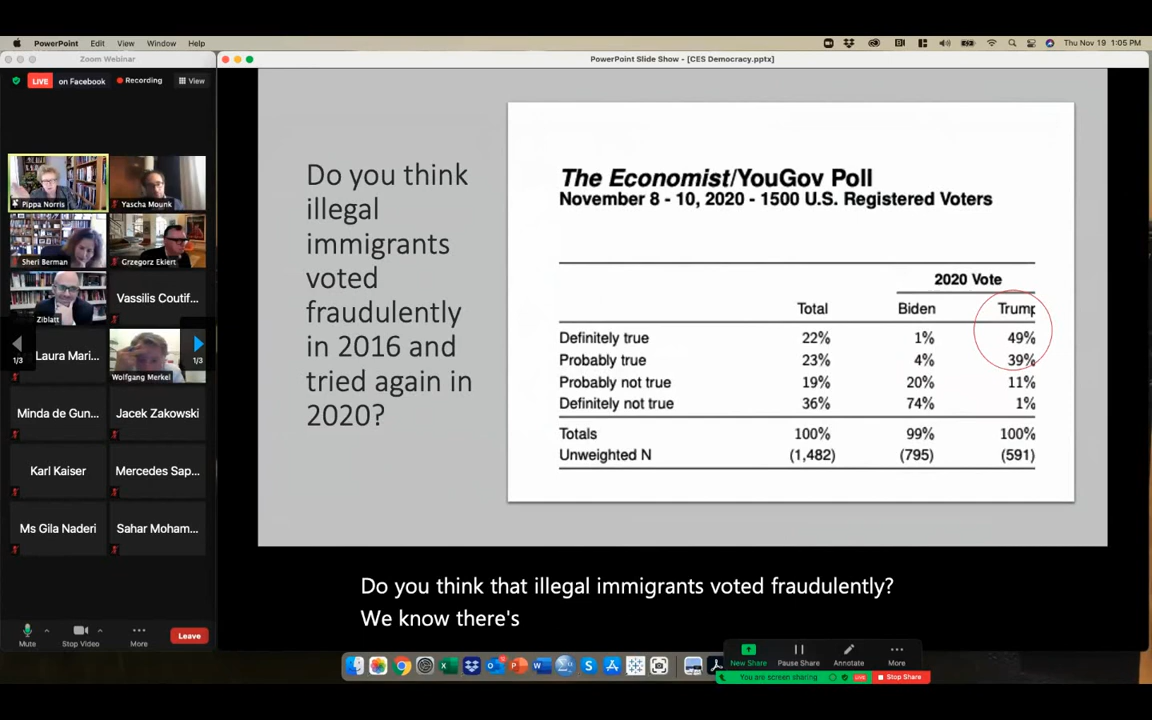 PowerPoint Edit View Window Help
Thu Nov 19 1:05 PM
Zoom Webinar
PowerPoint Slide Show - [CES Democracy.pptx]
LIVE on Facebook Recording View
Pippa Norris
Yascha Mounk
Sheri Berman
Grzegorz Ekiert
Ziblatt
Vassilis Coutif...
1/3
Laura Mari...
1/3
Wolfgang Merkel
Minda de Gun...
Jacek Zakowski
Karl Kaiser
Mercedes Sap...
Ms Gila Naderi
Sahar Moham...
Mute
Stop Video
More
Leave
Do you think
illegal
immigrants
voted
fraudulently
in 2016 and
tried again in
2020?
The Economist/YouGov Poll
November 8 - 10, 2020 - 1500 U.S. Registered Voters
2020 Vote
Total Biden Trump
Definitely true 22% 1% 49%
Probably true 23% 4% 39%
Probably not true 19% 20% 11%
Definitely not true 36% 74% 1%
Totals 100% 99% 100%
Unweighted N (1,482) (795) (591)
Do you think that illegal immigrants voted fraudulently?
We know there's
New Share Pause Share Annotate More
You are screen sharing LIVE Stop Share